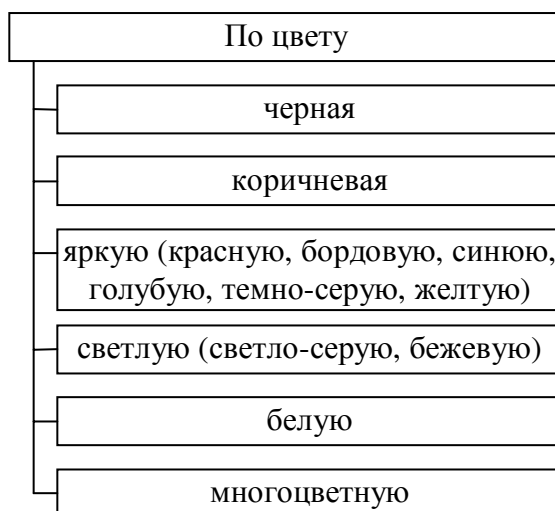 По цвету
черная
коричневая
яркую (красную, бордовую, синюю,
голубую, темно-серую, желтую)
светлую (светло-серую, бежевую)
белую
многоцветную